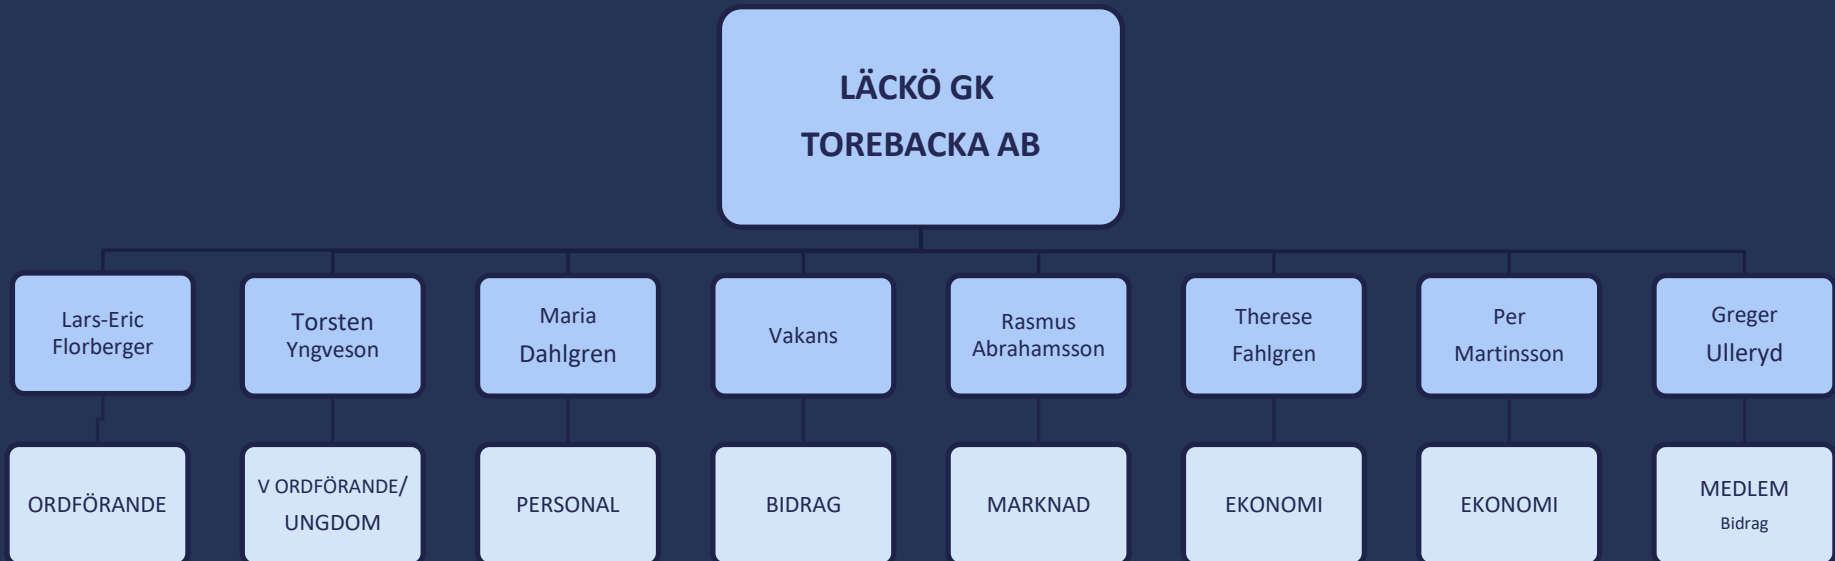 LÄCKÖ GK
TOREBACKA AB
Lars-Eric
Florberger
Torsten
Yngveson
Maria
Dahlgren
Vakans
Rasmus
Abrahamsson
Therese
Fahlgren
Per
Martinsson
Greger
Ulleryd
ORDFÖRANDE
V ORDFÖRANDE/
UNGDOM
PERSONAL
BIDRAG
MARKNAD
EKONOMI
EKONOMI
MEDLEM
Bidrag